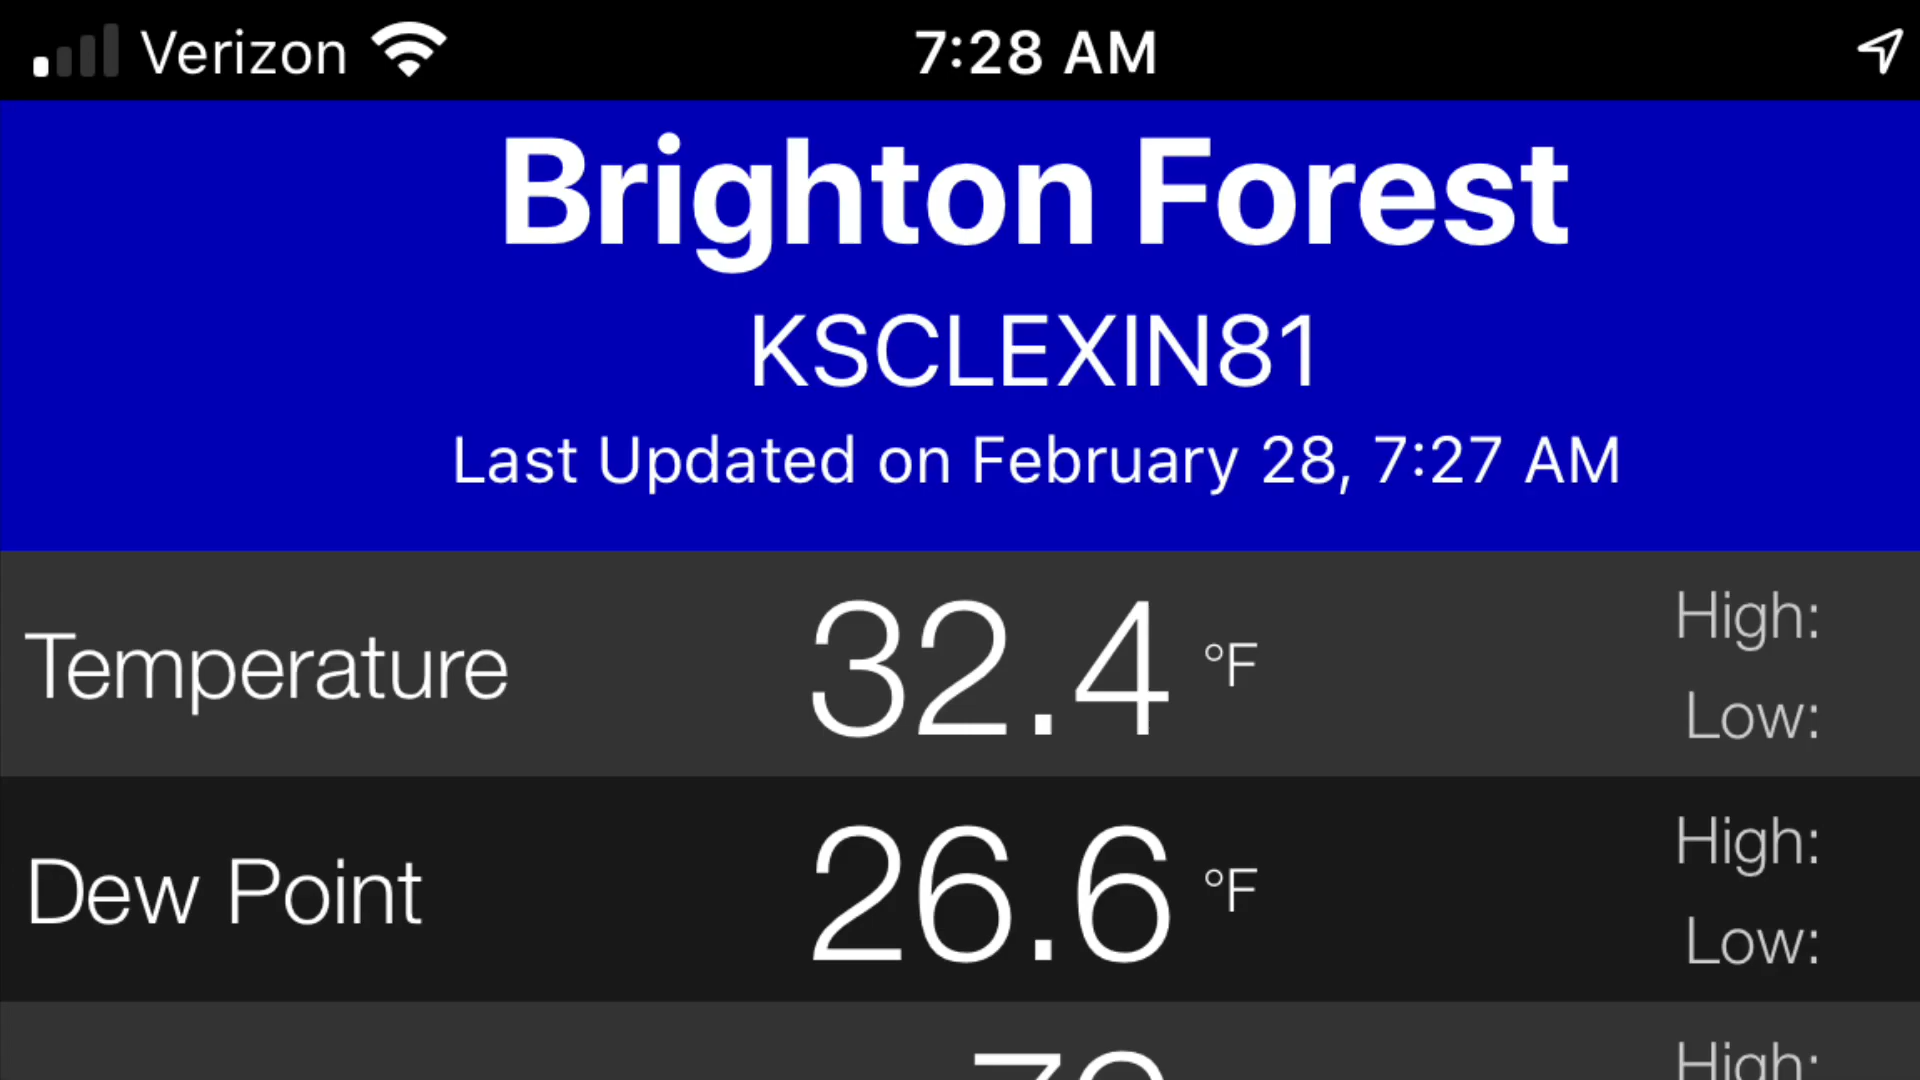 Verizon 7:28 AM
Brighton Forest
KSCLEXIN81
Last Updated on February 28, 7:27 AM
Temperature 32.4 °F High:
Low:
Dew Point 26.6 °F High:
Low:
High: